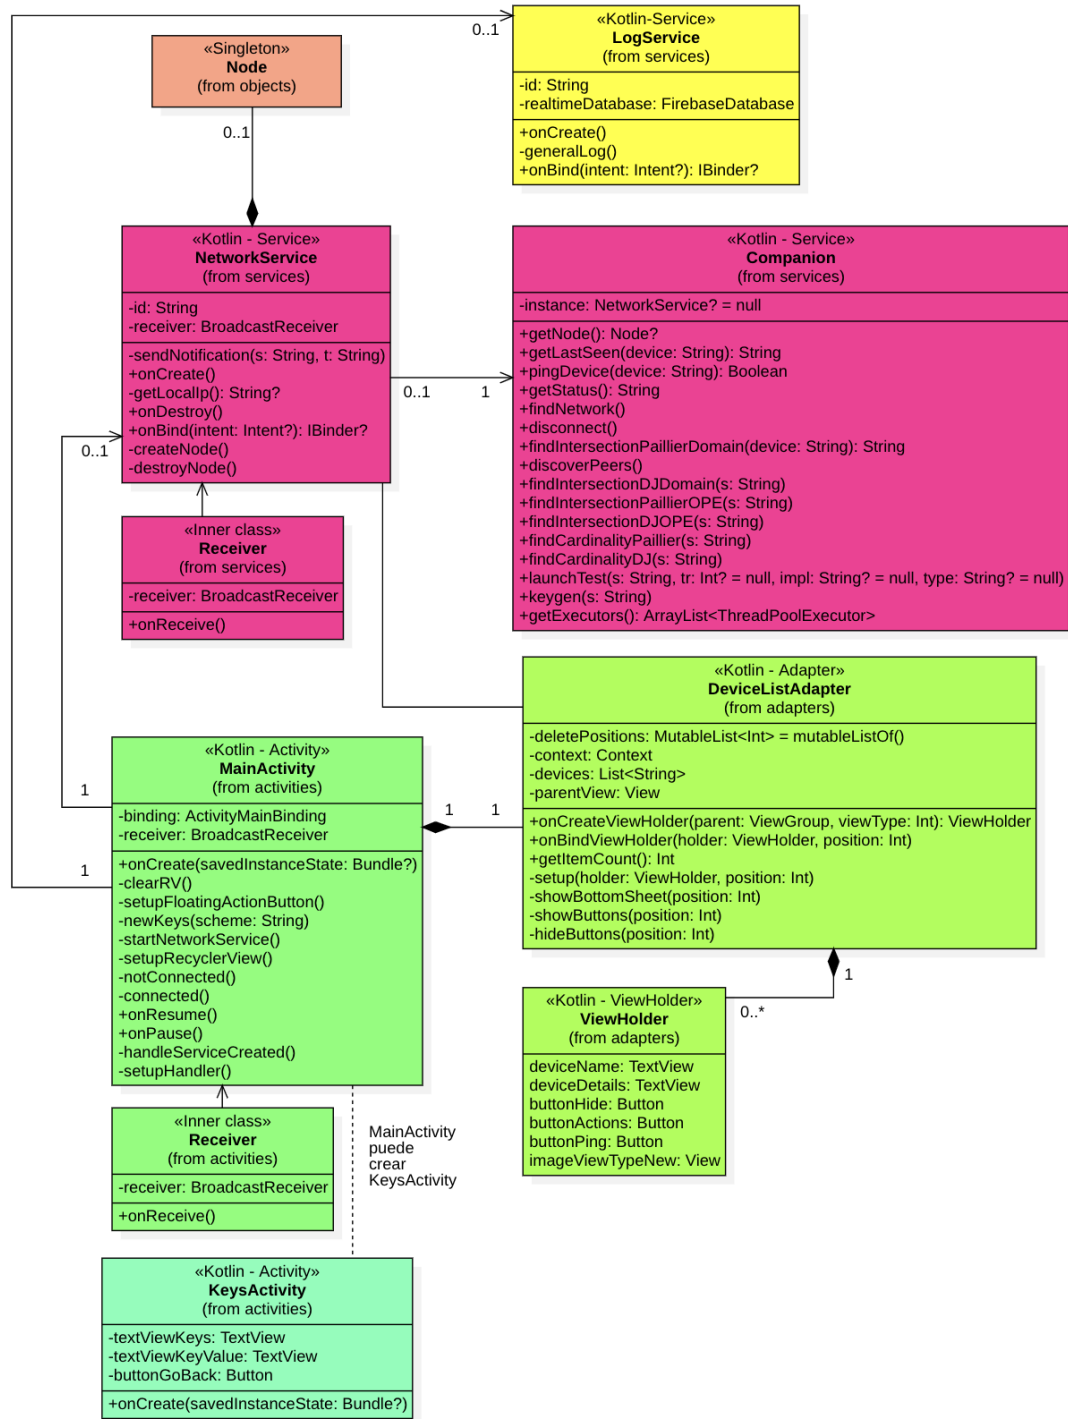 «Kotlin-Service»
LogService
(from services)
-id: String
-realtimeDatabase: FirebaseDatabase
+onCreate()
-generalLog()
+onBind(intent: Intent?): IBinder?
0..1
«Singleton»
Node
(from objects)
0..1
«Kotlin - Service»
NetworkService
(from services)
-id: String
-receiver: BroadcastReceiver
-sendNotification(s: String, t: String)
+onCreate()
-getLocalIp(): String?
+onDestroy()
+onBind(intent: Intent?): IBinder?
-createNode()
-destroyNode()
0..1
1
0..1
«Kotlin - Service»
Companion
(from services)
-instance: NetworkService? = null
+getNode(): Node?
+getLastSeen(device: String): String
+pingDevice(device: String): Boolean
+getStatus(): String
+findNetwork()
+disconnect()
+findIntersectionPaillierDomain(device: String): String
+discoverPeers()
+findIntersectionDJDomain(s: String)
+findIntersectionPaillierOPE(s: String)
+findIntersectionDJOPE(s: String)
+findCardinalityPaillier(s: String)
+findCardinalityDJ(s: String)
+launchTest(s: String, tr: Int? = null, impl: String? = null, type: String? = null)
+keygen(s: String)
+getExecutors(): ArrayList<ThreadPoolExecutor>
«Inner class»
Receiver
(from services)
-receiver: BroadcastReceiver
+onReceive()
«Kotlin - Adapter»
DeviceListAdapter
(from adapters)
-deletePositions: MutableList<Int> = mutableListOf()
-context: Context
-devices: List<String>
-parentView: View
+onCreateViewHolder(parent: ViewGroup, viewType: Int): ViewHolder
+onBindViewHolder(holder: ViewHolder, position: Int)
+getItemCount(): Int
-setup(holder: ViewHolder, position: Int)
-showBottomSheet(position: Int)
-showButtons(position: Int)
-hideButtons(position: Int)
«Kotlin - Activity»
MainActivity
(from activities)
-binding: ActivityMainBinding
-receiver: BroadcastReceiver
+onCreate(savedInstanceState: Bundle?)
-clearRV()
-setupFloatingActionButton()
-newKeys(scheme: String)
-startNetworkService()
-setupRecyclerView()
-notConnected()
-connected()
+onResume()
+onPause()
-handleServiceCreated()
-setupHandler()
1
1
1
1
1
0..*
«Kotlin - ViewHolder»
ViewHolder
(from adapters)
deviceName: TextView
deviceDetails: TextView
buttonHide: Button
buttonActions: Button
buttonPing: Button
imageViewTypeNew: View
«Inner class»
Receiver
(from activities)
-receiver: BroadcastReceiver
+onReceive()
MainActivity
puede
crear
KeysActivity
«Kotlin - Activity»
KeysActivity
(from activities)
-textViewKeys: TextView
-textViewKeyValue: TextView
-buttonGoBack: Button
+onCreate(savedInstanceState: Bundle?)